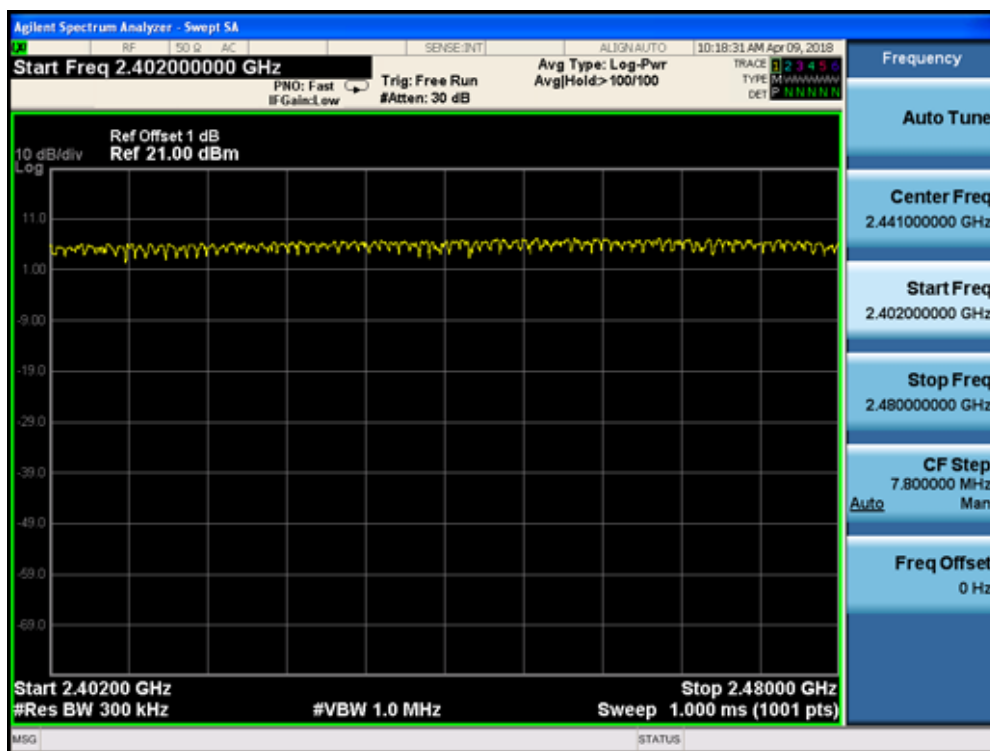 Agilent Spectrum Analyzer - Swept SA
RF 50 Ω AC SENSE:INT ALIGNAUTO 10:18:31 AM Apr 09, 2018
Start Freq 2.402000000 GHz
PNO: Fast
IFGain:Low
Trig: Free Run
#Atten: 30 dB
Avg Type: Log-Pwr
Avg|Hold:>100/100
TRACE 1 2 3 4 5 6
TYPE M
DET P N N N N N
Ref Offset 1 dB
10 dB/div Ref 21.00 dBm
Log
11.0
1.00
-9.00
-19.0
-29.0
-39.0
-49.0
-59.0
-69.0
Start 2.40200 GHz Stop 2.48000 GHz
#Res BW 300 kHz #VBW 1.0 MHz Sweep 1.000 ms (1001 pts)
MSG STATUS
Frequency
Auto Tune
Center Freq
2.441000000 GHz
Start Freq
2.402000000 GHz
Stop Freq
2.480000000 GHz
CF Step
7.800000 MHz
Auto Man
Freq Offset
0 Hz